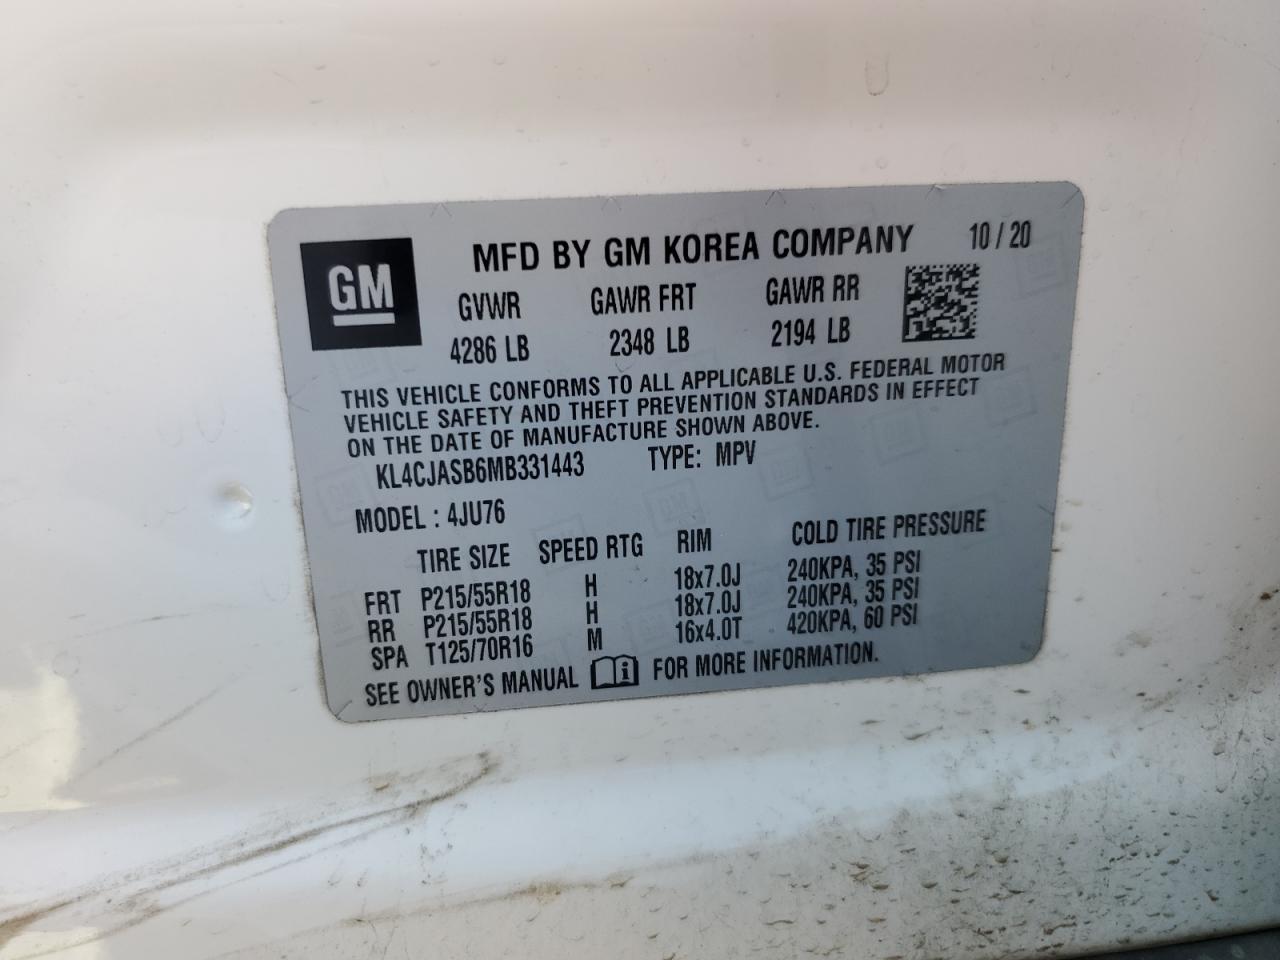 GM
MFD BY GM KOREA COMPANY 10/20
GVWR GAWR FRT GAWR RR
4286 LB 2348 LB 2194 LB
THIS VEHICLE CONFORMS TO ALL APPLICABLE U.S. FEDERAL MOTOR
VEHICLE SAFETY AND THEFT PREVENTION STANDARDS IN EFFECT
ON THE DATE OF MANUFACTURE SHOWN ABOVE.
KL4CJASB6MB331443 TYPE: MPV
MODEL : 4JU76
TIRE SIZE SPEED RTG RIM COLD TIRE PRESSURE
FRT P215/55R18 H 18x7.0J 240KPA, 35 PSI
RR P215/55R18 H 18x7.0J 240KPA, 35 PSI
SPA T125/70R16 M 16x4.0T 420KPA, 60 PSI
SEE OWNER'S MANUAL FOR MORE INFORMATION.